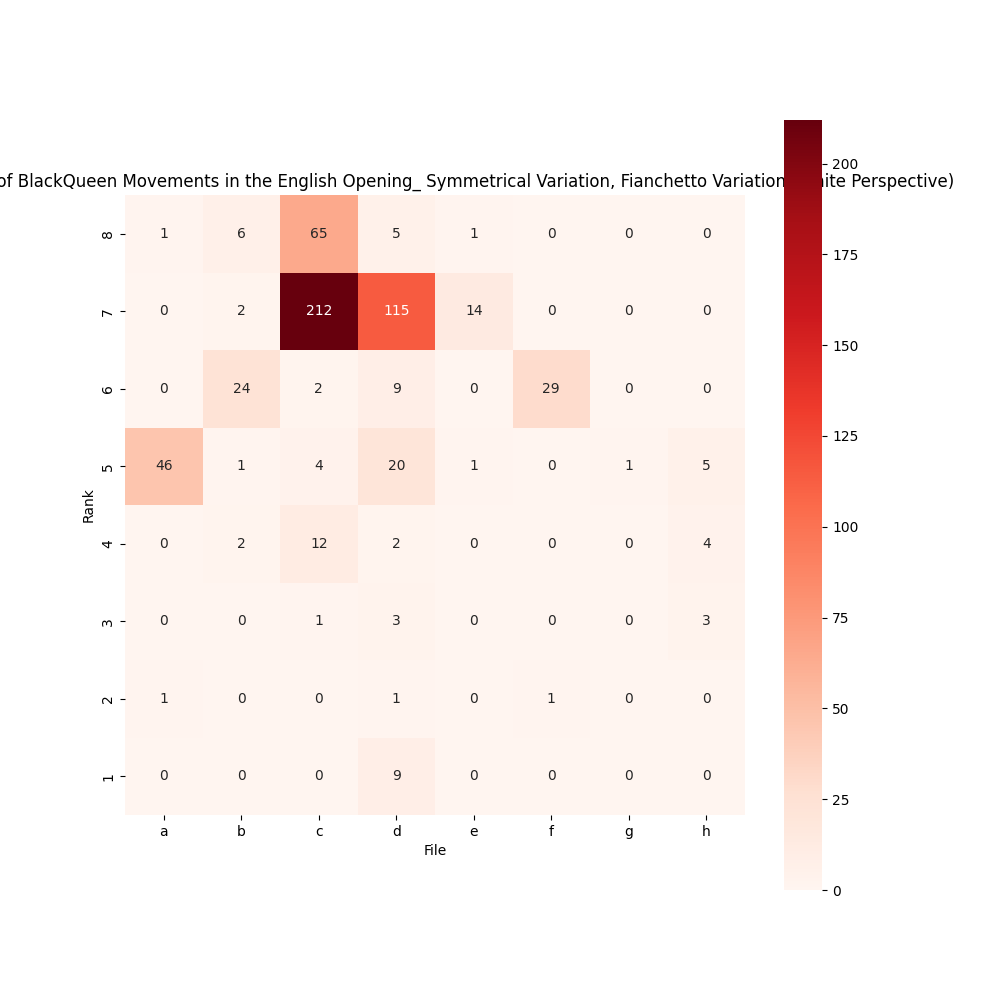 of BlackQueen Movements in the English Opening_ Symmetrical Variation, Fianchetto Variation ite Perspective)
200
175
150
125
100
75
50
25
0
8 1 6 65 5 1 0 0 0
7 0 2 212 115 14 0 0 0
6 0 24 2 9 0 29 0 0
5 46 1 4 20 1 0 1 5
Rank
4 0 2 12 2 0 0 0 4
3 0 0 1 3 0 0 0 3
2 1 0 0 1 0 1 0 0
1 0 0 0 9 0 0 0 0
a b c d e f g h
File